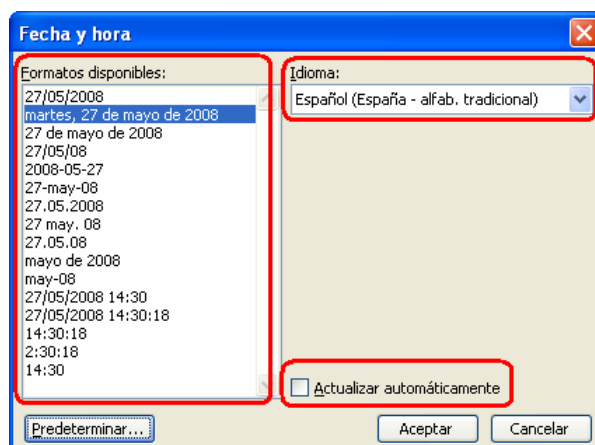 Fecha y hora
Formatos disponibles:
27/05/2008
martes, 27 de mayo de 2008
27 de mayo de 2008
27/05/08
2008-05-27
27-may-08
27.05.2008
27 may. 08
27.05.08
mayo de 2008
may-08
27/05/2008 14:30
27/05/2008 14:30:18
14:30:18
2:30:18
14:30
Idioma:
Español (España - alfab. tradicional)
Actualizar automáticamente
Predeterminar...
Aceptar
Cancelar